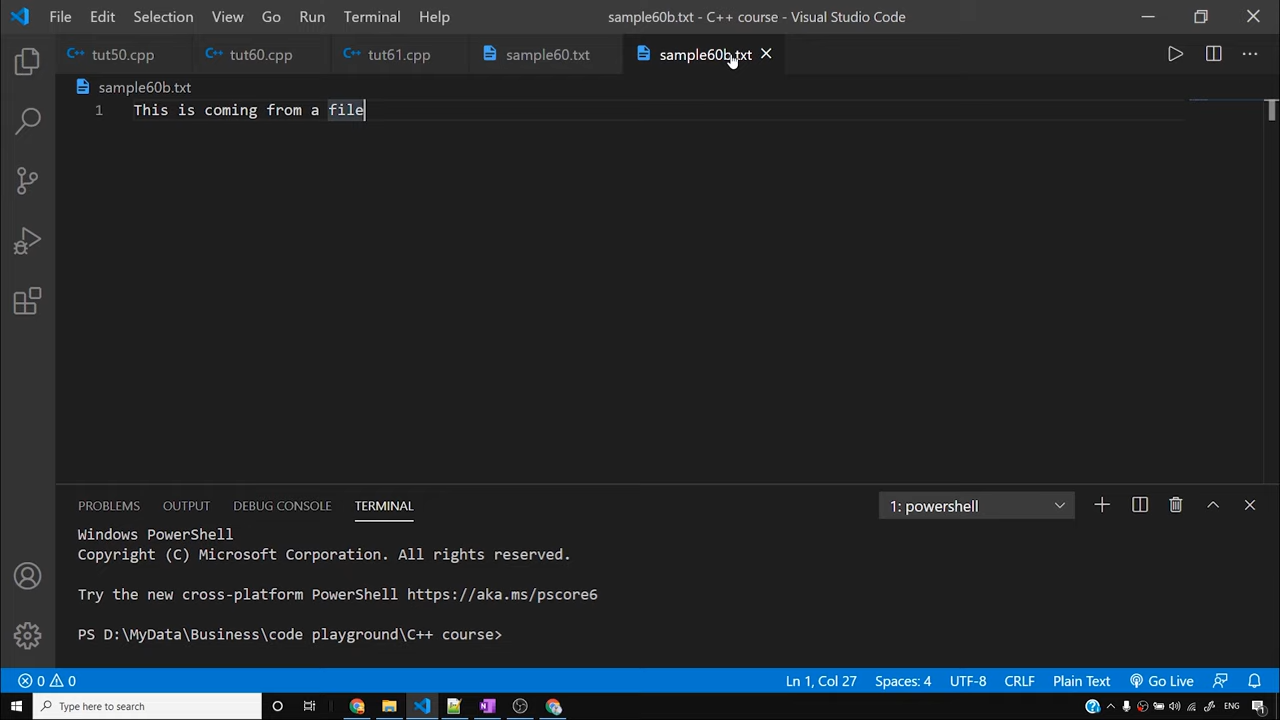 File Edit Selection View Go Run Terminal Help sample60b.txt - C++ course - Visual Studio Code
tut50.cpp tut60.cpp tut61.cpp sample60.txt sample60b.txt
sample60b.txt
1 This is coming from a file
PROBLEMS OUTPUT DEBUG CONSOLE TERMINAL 1: powershell
Windows PowerShell
Copyright (C) Microsoft Corporation. All rights reserved.
Try the new cross-platform PowerShell https://aka.ms/pscore6
PS D:\MyData\Business\code playground\C++ course>
0 0 Ln 1, Col 27 Spaces: 4 UTF-8 CRLF Plain Text Go Live
Type here to search ENG